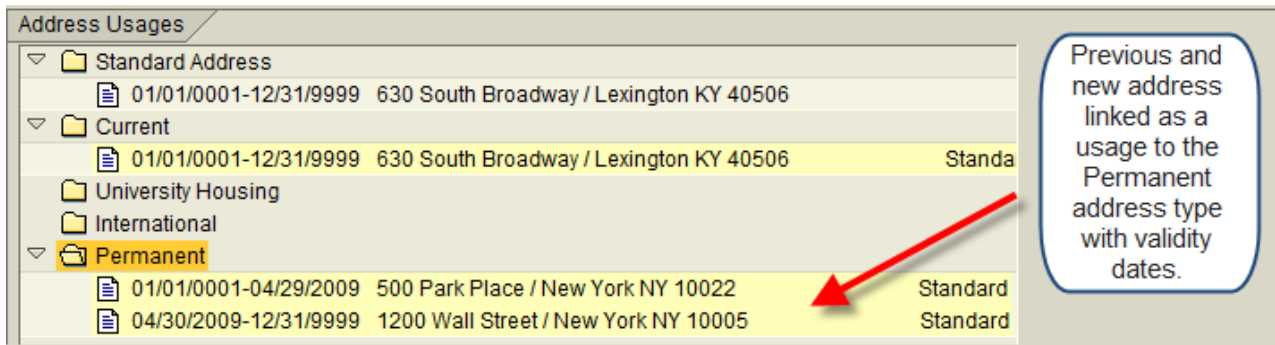 Address Usages
Standard Address
01/01/0001-12/31/9999 630 South Broadway / Lexington KY 40506
Current
01/01/0001-12/31/9999 630 South Broadway / Lexington KY 40506 Standa
University Housing
International
Permanent
01/01/0001-04/29/2009 500 Park Place / New York NY 10022 Standard
04/30/2009-12/31/9999 1200 Wall Street / New York NY 10005 Standard
Previous and
new address
linked as a
usage to the
Permanent
address type
with validity
dates.